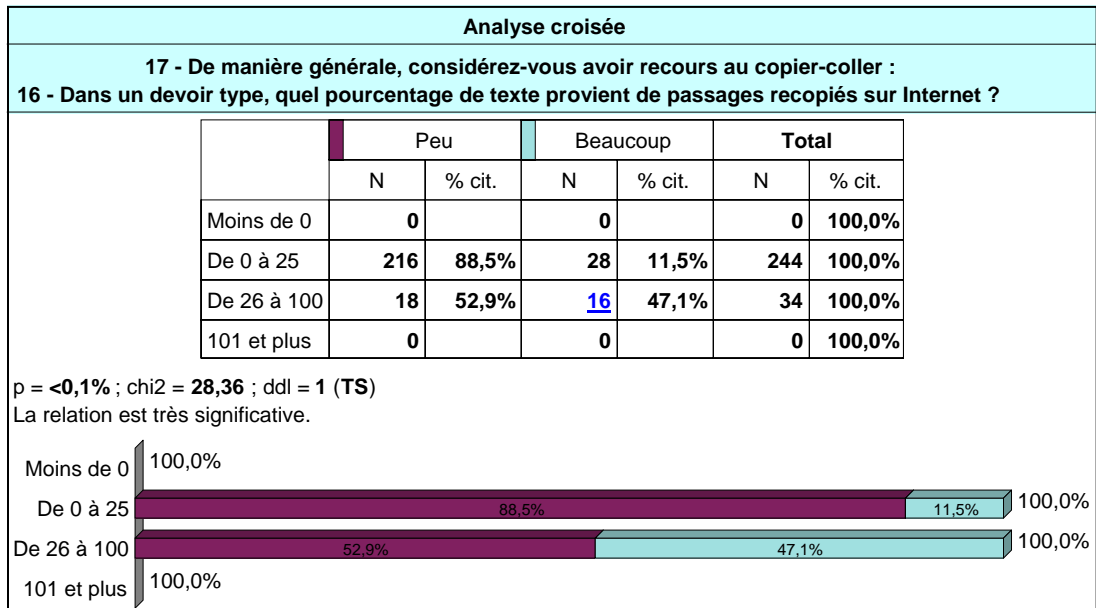 Analyse croisée
17 - De manière générale, considérez-vous avoir recours au copier-coller :
16 - Dans un devoir type, quel pourcentage de texte provient de passages recopiés sur Internet ?
Peu Beaucoup Total
N % cit. N % cit. N % cit.
Moins de 0 0 0 0 100,0%
De 0 à 25 216 88,5% 28 11,5% 244 100,0%
De 26 à 100 18 52,9% 16 47,1% 34 100,0%
101 et plus 0 0 0 100,0%
p = <0,1% ; chi2 = 28,36 ; ddl = 1 (TS)
La relation est très significative.
Moins de 0 100,0%
De 0 à 25 88,5% 11,5% 100,0%
De 26 à 100 52,9% 47,1% 100,0%
101 et plus 100,0%